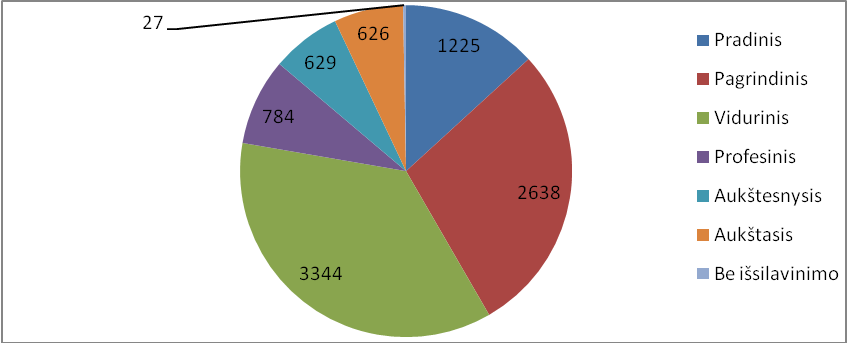 27
626
1225
629
784
2638
3344
Pradinis
Pagrindinis
Vidurinis
Profesinis
Aukštesnysis
Aukštasis
Be išsilavinimo